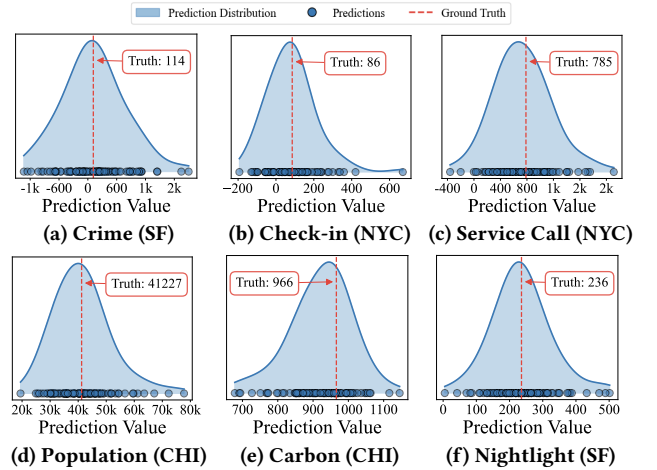 Prediction Distribution Predictions Ground Truth
Truth: 114 Truth: 86 Truth: 785
-1k -600 0 600 1k 2k -200 0 200 400 600 -400 0 400 800 1k 2k
Prediction Value Prediction Value Prediction Value
(a) Crime (SF) (b) Check-in (NYC) (c) Service Call (NYC)
Truth: 41227 Truth: 966 Truth: 236
20k 30k 40k 50k 60k 70k 80k 700 800 900 1000 1100 0 100 200 300 400 500
Prediction Value Prediction Value Prediction Value
(d) Population (CHI) (e) Carbon (CHI) (f) Nightlight (SF)